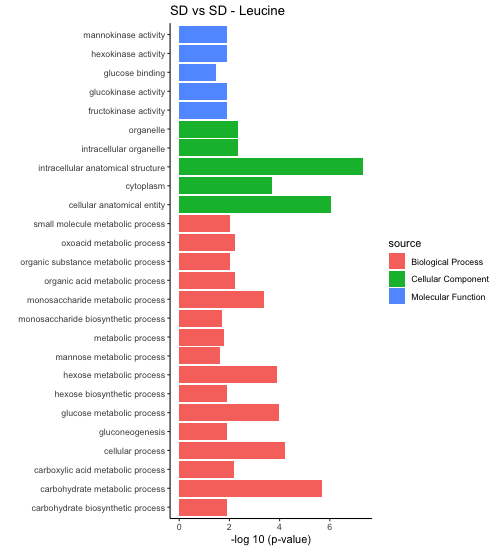 SD vs SD - Leucine
mannokinase activity
hexokinase activity
glucose binding
glucokinase activity
fructokinase activity
organelle
intracellular organelle
intracellular anatomical structure
cytoplasm
cellular anatomical entity
small molecule metabolic process
oxoacid metabolic process
organic substance metabolic process
organic acid metabolic process
monosaccharide metabolic process
monosaccharide biosynthetic process
metabolic process
mannose metabolic process
hexose metabolic process
hexose biosynthetic process
glucose metabolic process
gluconeogenesis
cellular process
carboxylic acid metabolic process
carbohydrate metabolic process
carbohydrate biosynthetic process
0 2 4 6
-log 10 (p-value)
source
Biological Process
Cellular Component
Molecular Function